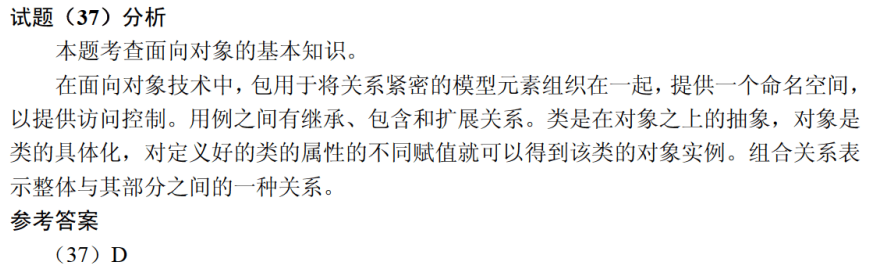 试题（37）分析
本题考查面向对象的基本知识。
在面向对象技术中，包用于将关系紧密的模型元素组织在一起，提供一个命名空间，
以提供访问控制。用例之间有继承、包含和扩展关系。类是在对象之上的抽象，对象是
类的具体化，对定义好的类的属性的不同赋值就可以得到该类的对象实例。组合关系表
示整体与其部分之间的一种关系。
参考答案
（37）D